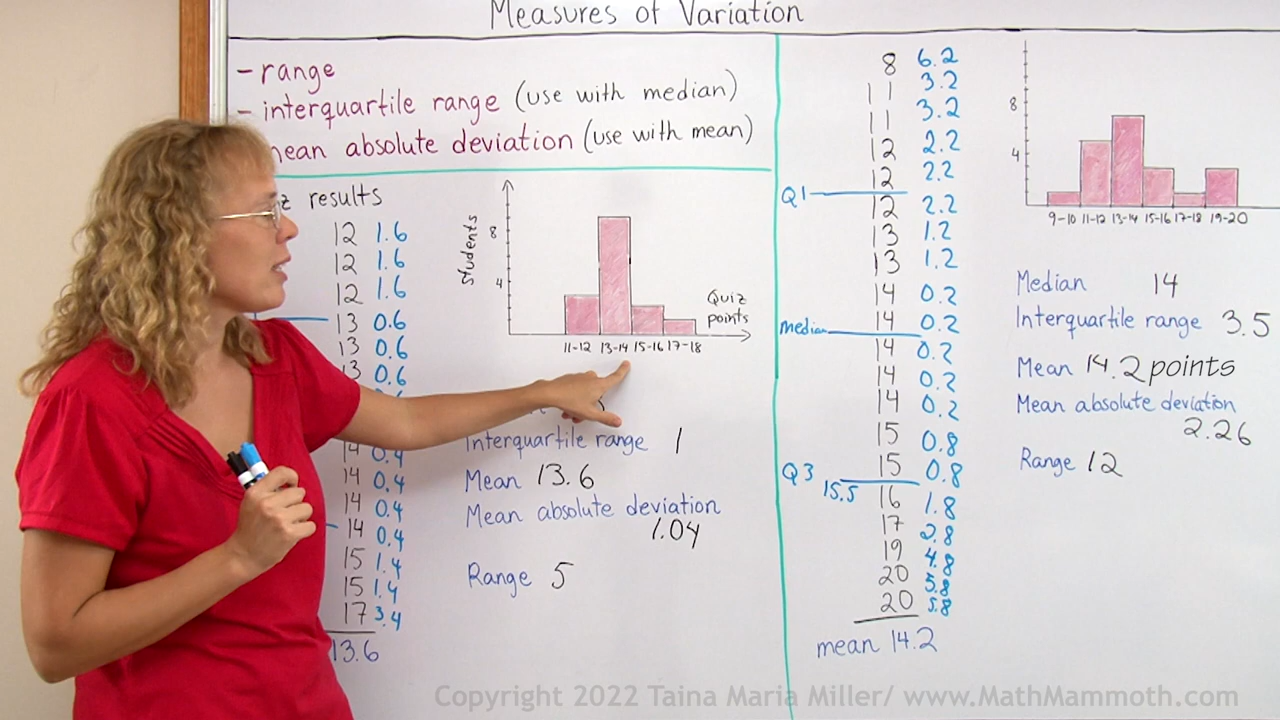 Measures of Variation
- range
- interquartile range (use with median)
mean absolute deviation (use with mean)
results
12 1.6
12 1.6
12 1.6
13 0.6
13 0.6
13 0.6
14 0.4
14 0.4
14 0.4
14 0.4
15 1.4
15 1.4
17 3.4
13.6
Students
8
4
Quiz
points
11-12 13-14 15-16 17-18
Interquartile range 1
Mean 13.6
Mean absolute deviation
1.04
Range 5
8 6.2
11 3.2
11 3.2
12 2.2
12 2.2
Q1
12 2.2
13 1.2
13 1.2
14 0.2
14 0.2
median
14 0.2
14 0.2
14 0.2
15 0.8
15 0.8
Q3
15.5
16 1.8
17 2.8
19 4.8
20 5.8
20 5.8
mean 14.2
8
4
9-10 11-12 13-14 15-16 17-18 19-20
Median 14
Interquartile range 3.5
Mean 14.2 points
Mean absolute deviation
2.26
Range 12
Copyright 2022 Taina Maria Miller/ www.MathMammoth.com